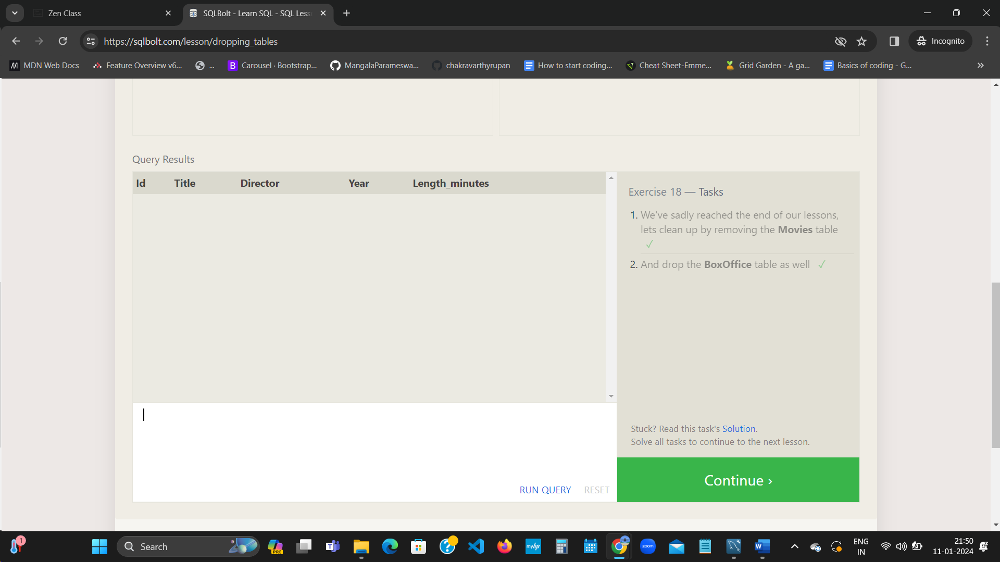 Zen Class
SQLBolt - Learn SQL - SQL Less
https://sqlbolt.com/lesson/dropping_tables
Incognito
MDN Web Docs
Feature Overview v6...
...
B
Carousel · Bootstrap...
MangalaParameswa...
chakravarthyrupan
How to start coding...
Cheat Sheet-Emme...
Grid Garden - A ga...
Basics of coding - G...
Query Results
Id Title Director Year Length_minutes
Exercise 18 — Tasks
1. We've sadly reached the end of our lessons,
lets clean up by removing the Movies table
✓
2. And drop the BoxOffice table as well ✓
Stuck? Read this task's Solution.
Solve all tasks to continue to the next lesson.
RUN QUERY RESET
Continue ›
1
Search
PRE
myhp
zoom
W
ENG
IN
21:50
11-01-2024